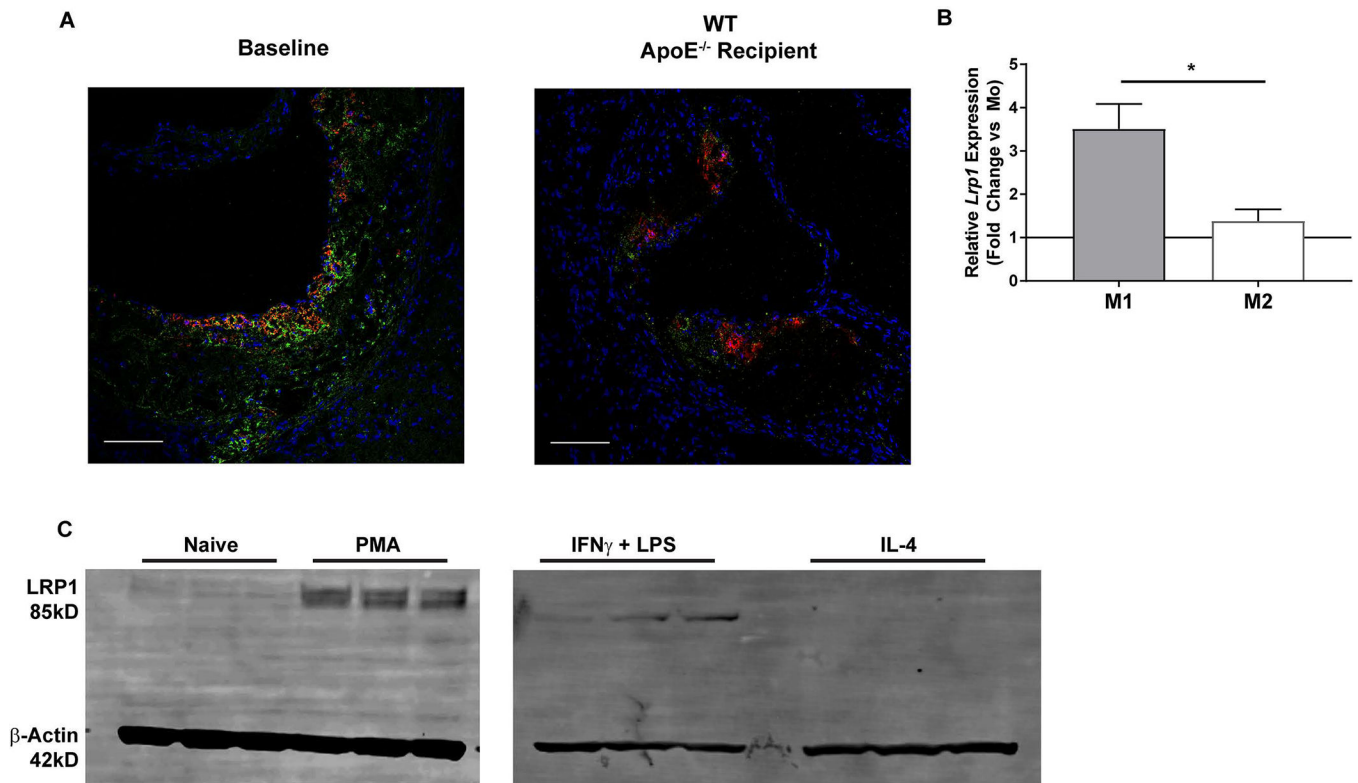 A
Baseline
WT
ApoE-/- Recipient
B
Relative Lrp1 Expression
(Fold Change vs Mo)
5
4
3
2
1
0
*
M1
M2
C
Naive
PMA
IFNγ + LPS
IL-4
LRP1
85kD
β-Actin
42kD